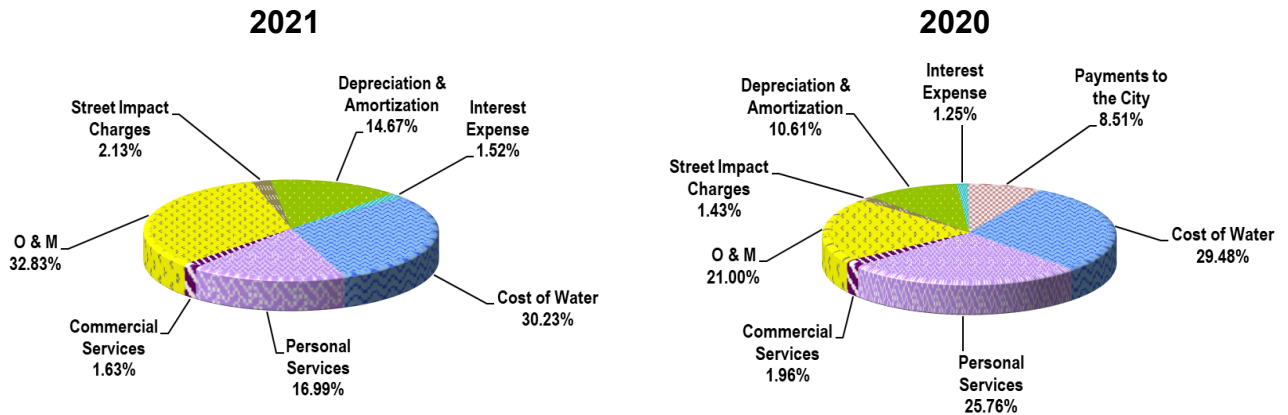 2021
Depreciation &
Amortization
14.67%
Interest
Expense
1.52%
Street Impact
Charges
2.13%
O & M
32.83%
Cost of Water
30.23%
Commercial
Services
1.63%
Personal
Services
16.99%
2020
Interest
Expense
1.25%
Payments to
the City
8.51%
Depreciation &
Amortization
10.61%
Street Impact
Charges
1.43%
O & M
21.00%
Cost of Water
29.48%
Commercial
Services
1.96%
Personal
Services
25.76%